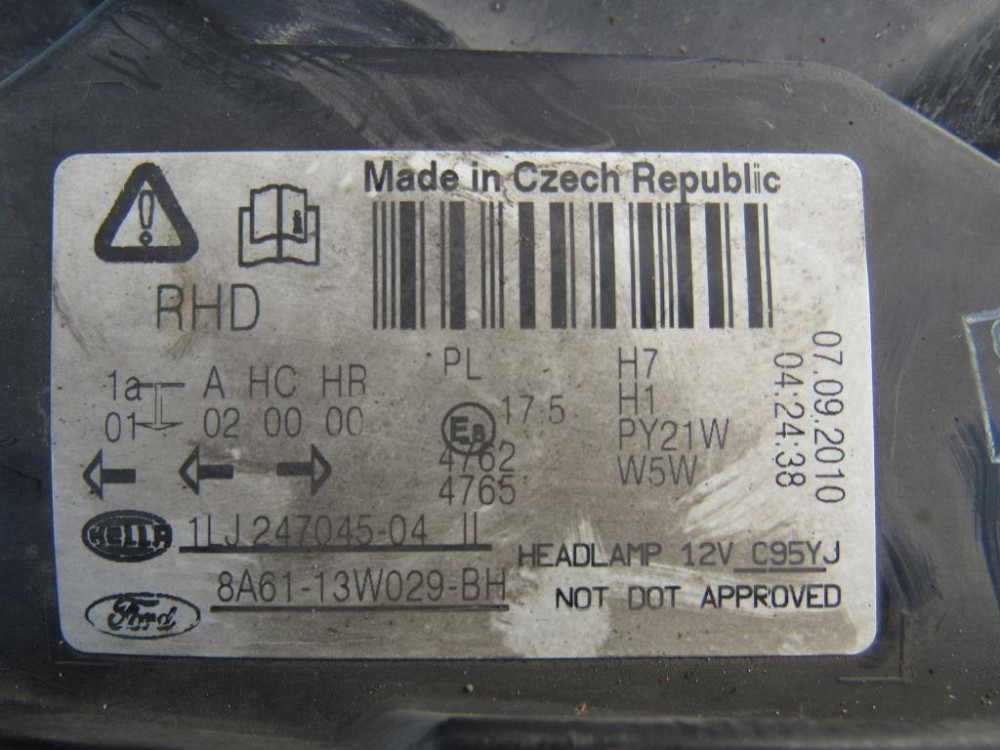 Made in Czech Republic
RHD
1a A HC HR
01 02 00 00
PL
E8 17.5
4762
4765
H7
H1
PY21W
W5W
07.09.2010
04:24:38
HELLA 1LJ 247045-04 II
Ford 8A61-13W029-BH
HEADLAMP 12V C95YJ
NOT DOT APPROVED